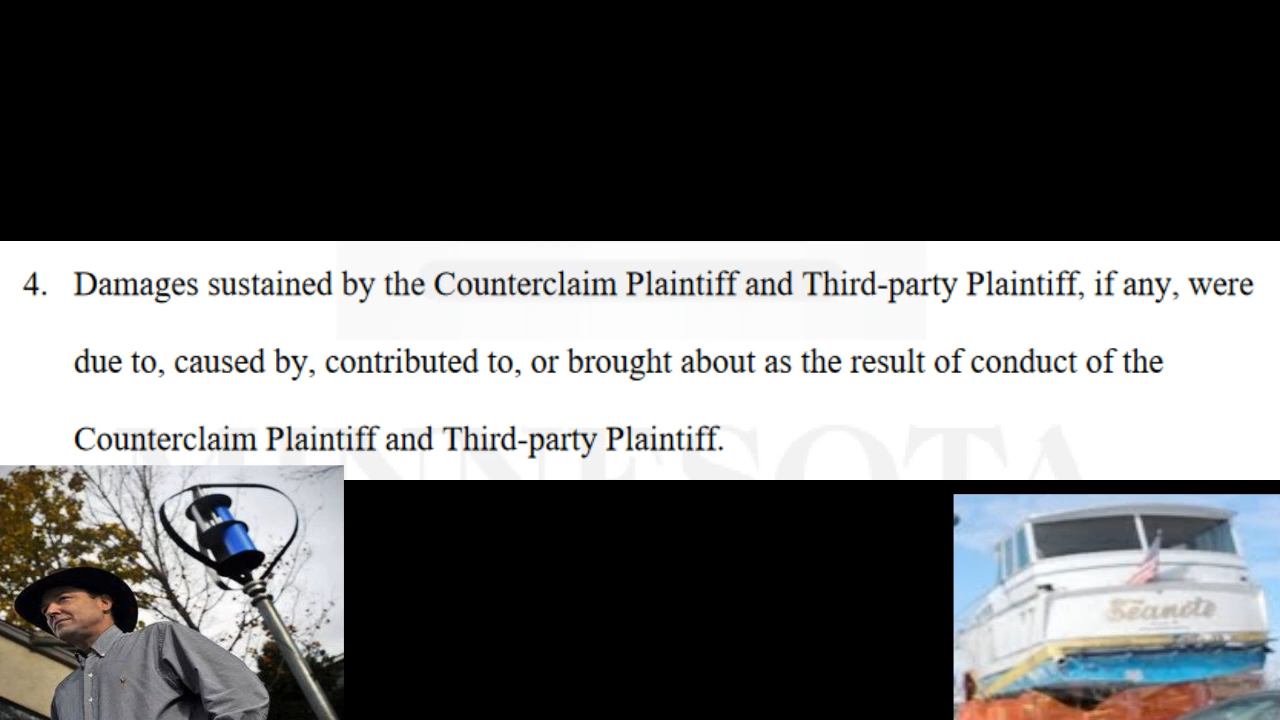 4. Damages sustained by the Counterclaim Plaintiff and Third-party Plaintiff, if any, were
due to, caused by, contributed to, or brought about as the result of conduct of the
Counterclaim Plaintiff and Third-party Plaintiff.
MINNESOTA
Seanote